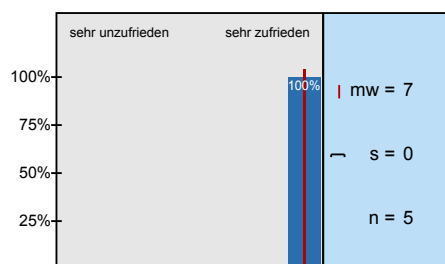 sehr unzufrieden sehr zufrieden
100%
100%
mw = 7
75%
50%
s = 0
25%
n = 5